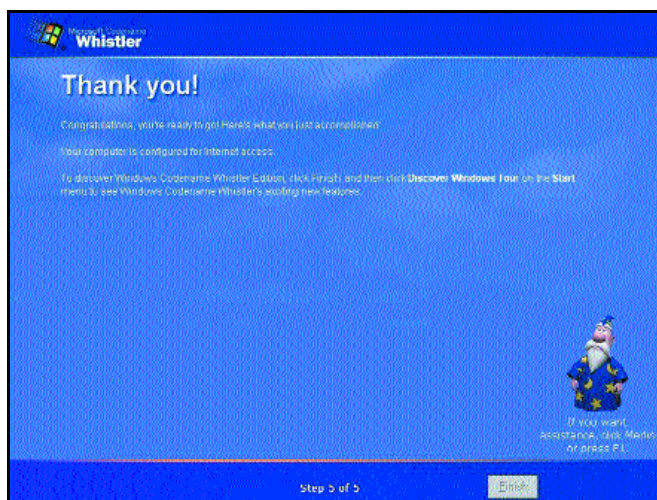 Microsoft Codename
Whistler
Thank you!
Congratulations, you're ready to go! Here's what you just accomplished:
Your computer is configured for Internet access.
To discover Windows Codename Whistler Edition, click Finish and then click Discover Windows Tour on the Start
menu to see Windows Codename Whistler's exciting new features.
If you want
assistance, click Merlin
or press F1.
Step 5 of 5
Finish